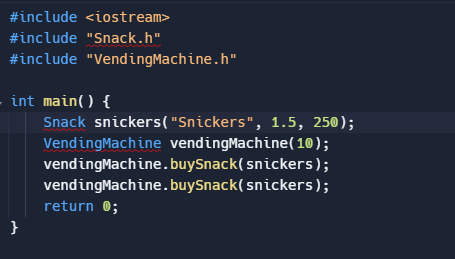 #include <iostream>
#include "Snack.h"
#include "VendingMachine.h"
int main() {
Snack snickers("Snickers", 1.5, 250);
VendingMachine vendingMachine(10);
vendingMachine.buySnack(snickers);
vendingMachine.buySnack(snickers);
return 0;
}